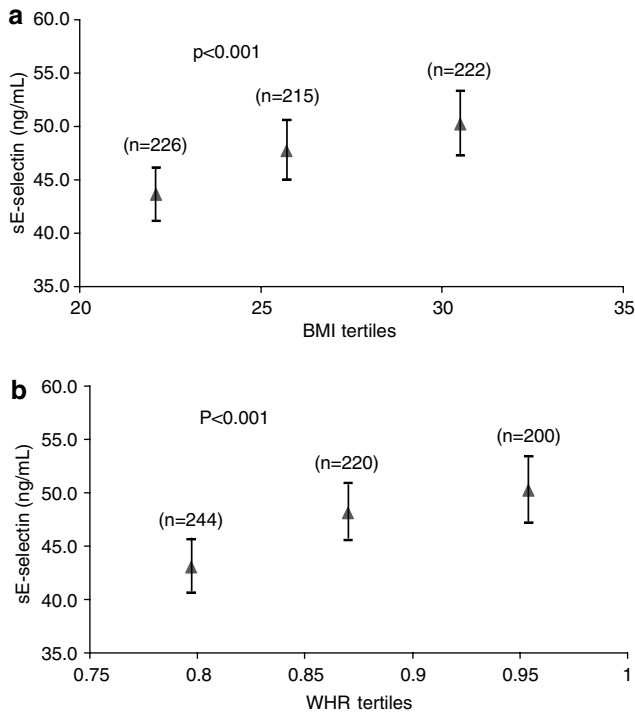 a
60.0
p<0.001
(n=222)
55.0
(n=215)
50.0
(n=226)
45.0
40.0
35.0
sE-selectin (ng/mL)
20 25 30 35
BMI tertiles
b
60.0
P<0.001
(n=200)
55.0
(n=220)
50.0
(n=244)
45.0
40.0
35.0
sE-selectin (ng/mL)
0.75 0.8 0.85 0.9 0.95 1
WHR tertiles